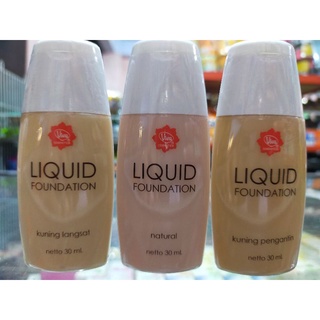 LIQUID
FOUNDATION
kuning langsat
netto 30 ml
LIQUID
FOUNDATION
natural
netto 30 ml
LIQUID
FOUNDATION
kuning pengantin
netto 30 ml